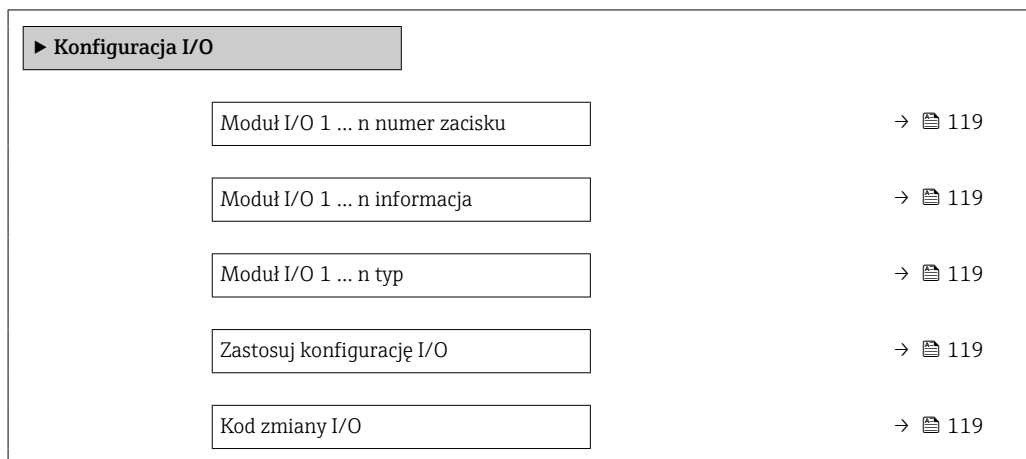 ▶ Konfiguracja I/O
Moduł I/O 1 … n numer zacisku → 119
Moduł I/O 1 … n informacja → 119
Moduł I/O 1 … n typ → 119
Zastosuj konfigurację I/O → 119
Kod zmiany I/O → 119